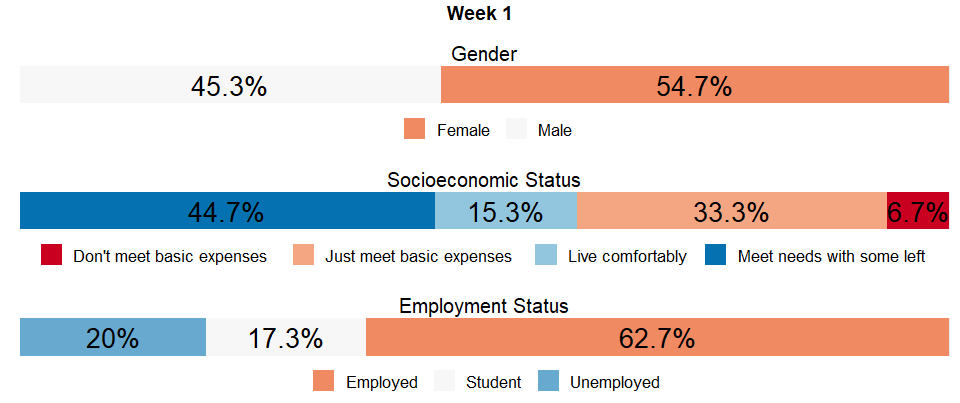 Week 1
Gender
45.3% 54.7%
Female Male
Socioeconomic Status
44.7% 15.3% 33.3% 6.7%
Don't meet basic expenses Just meet basic expenses Live comfortably Meet needs with some left
Employment Status
20% 17.3% 62.7%
Employed Student Unemployed